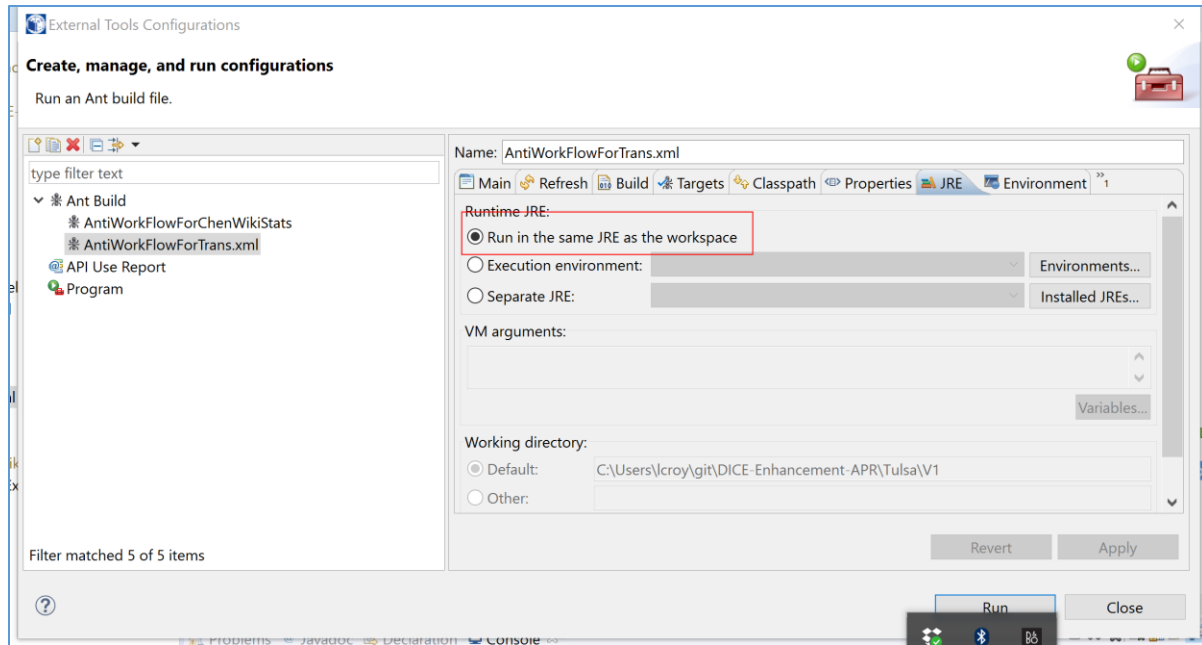 External Tools Configurations
Create, manage, and run configurations
Run an Ant build file.
type filter text
Ant Build
AntiWorkFlowForChenWikiStats
AntiWorkFlowForTrans.xml
API Use Report
Program
Filter matched 5 of 5 items
Name: AntiWorkFlowForTrans.xml
Main Refresh Build Targets Classpath Properties JRE Environment »1
Runtime JRE:
Run in the same JRE as the workspace
Execution environment: Environments...
Separate JRE: Installed JREs...
VM arguments:
Variables...
Working directory:
Default: C:\Users\lcroy\git\DICE-Enhancement-APR\Tulsa\V1
Other:
Revert Apply
Run Close
Problems Javadoc Declaration Console